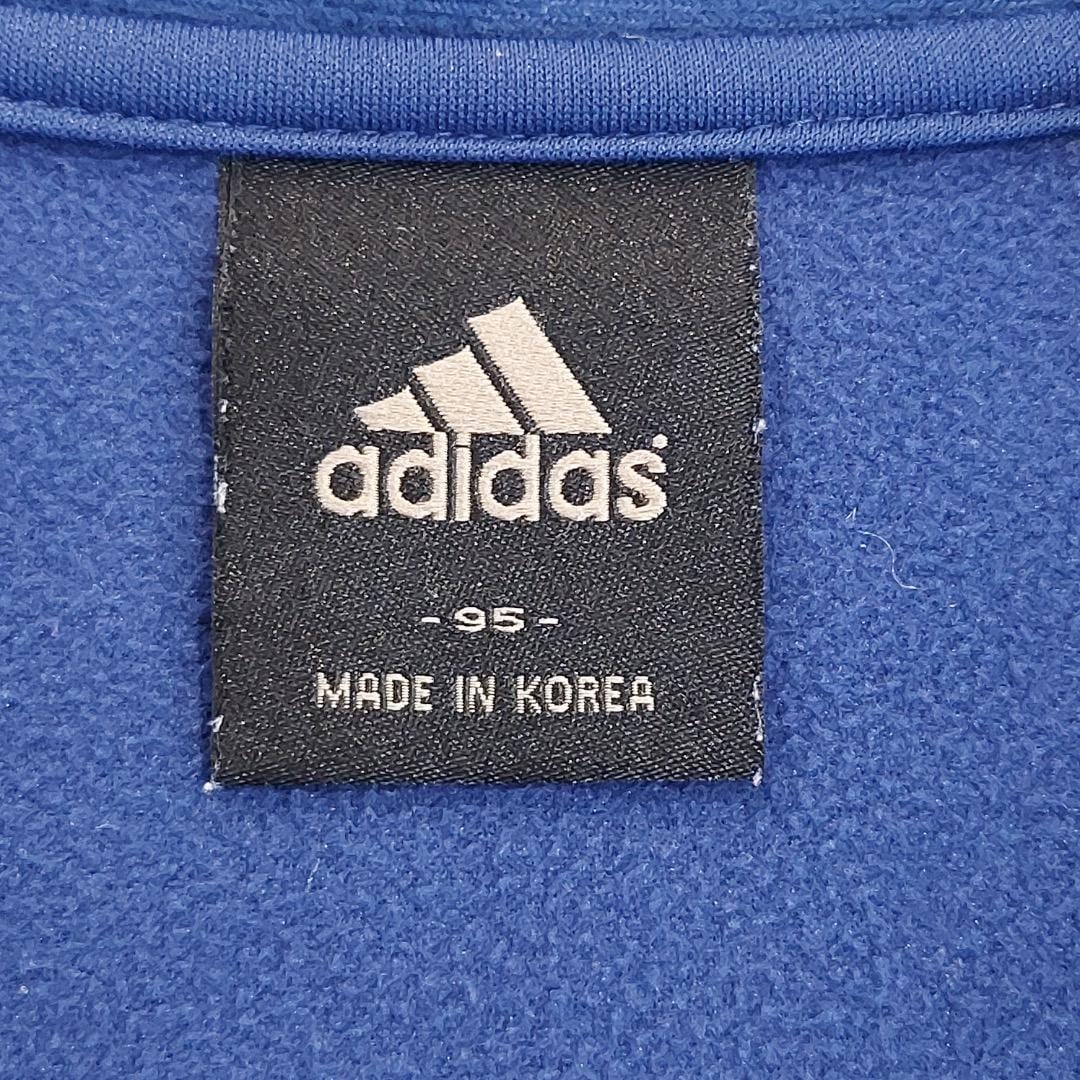 adidas
- 95 -
MADE IN KOREA